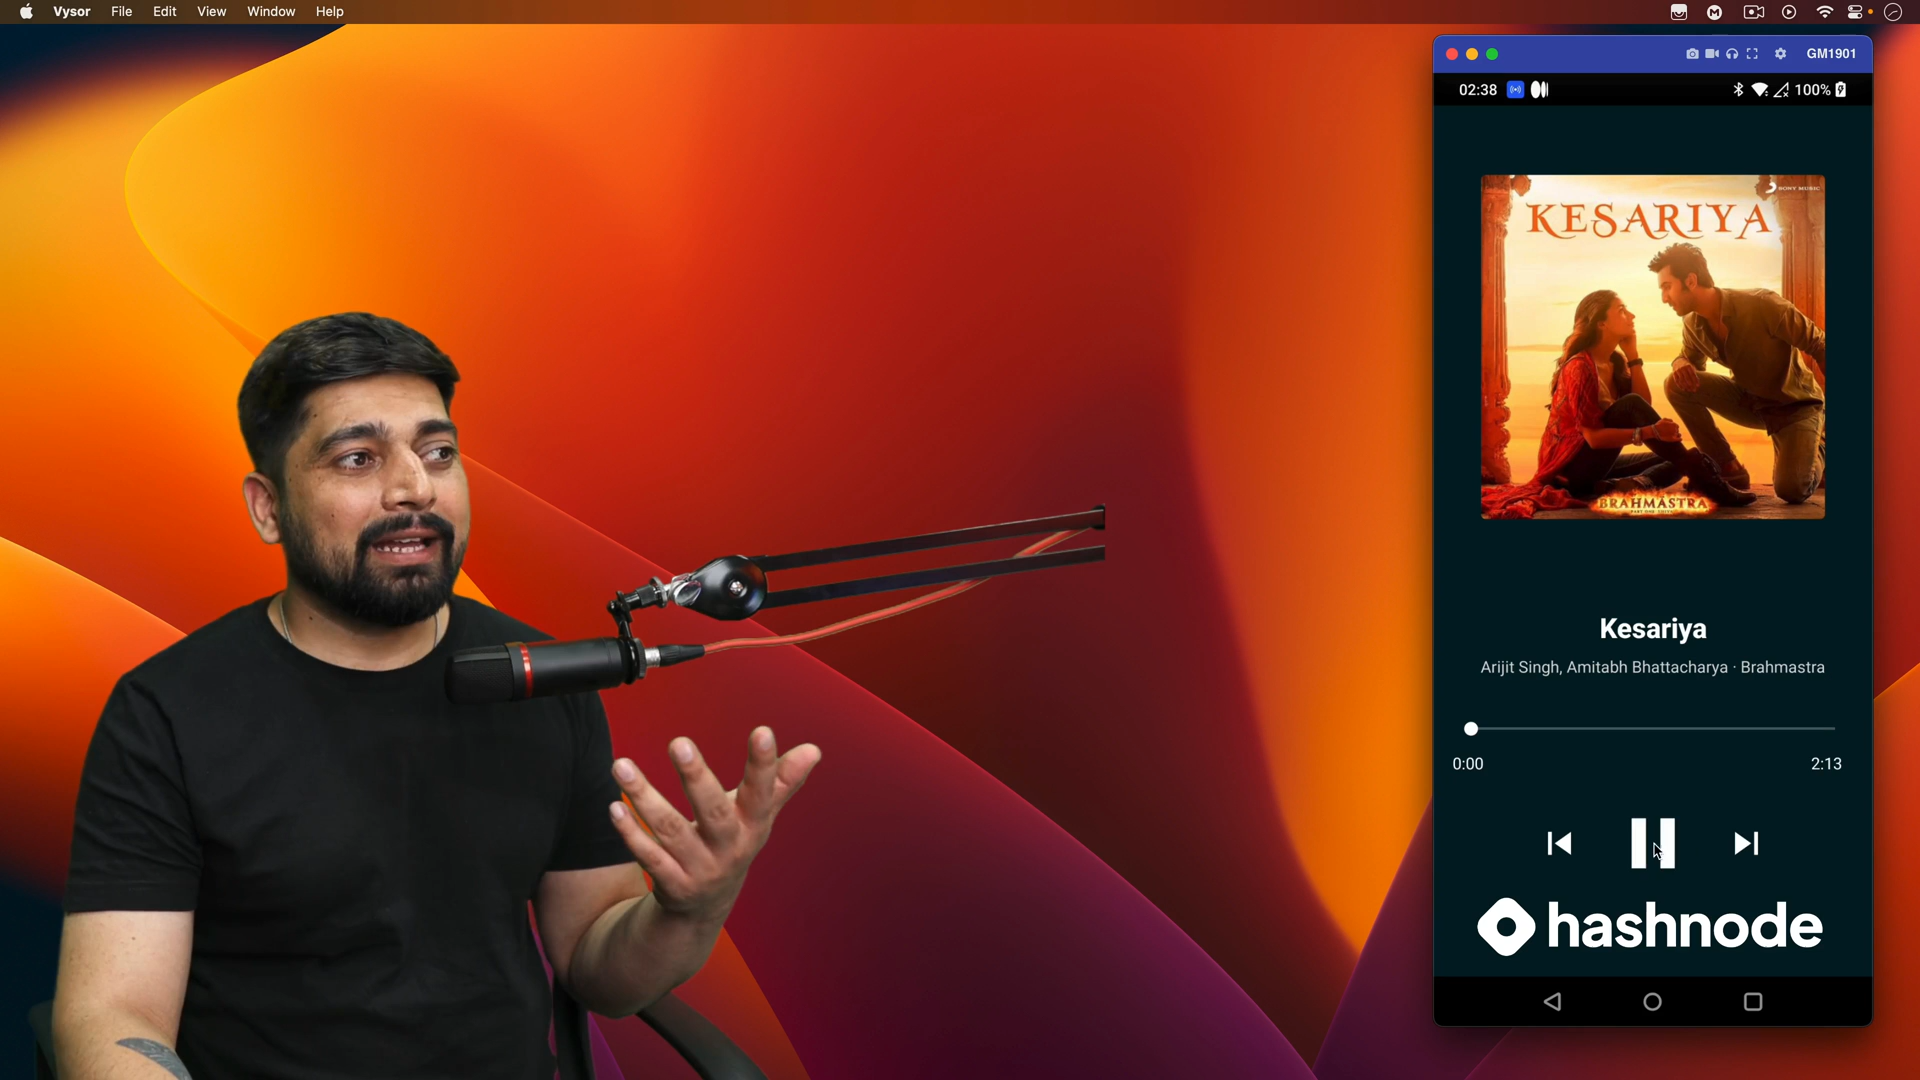 Vysor File Edit View Window Help
GM1901
02:38 100%
SONY MUSIC
KESARIYA
BRAHMĀSTRA
Kesariya
Arijit Singh, Amitabh Bhattacharya · Brahmastra
0:00 2:13
hashnode